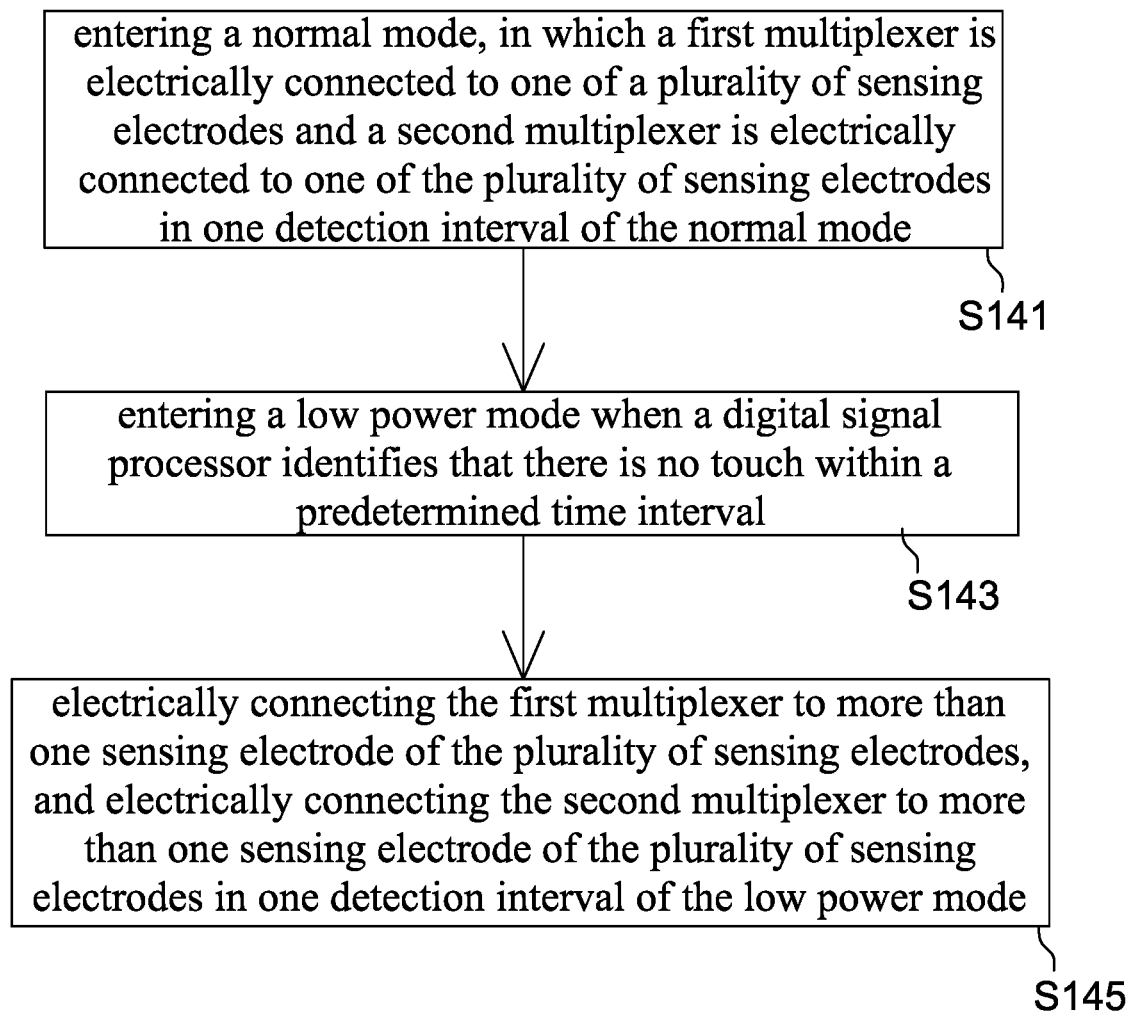 entering a normal mode, in which a first multiplexer is
electrically connected to one of a plurality of sensing
electrodes and a second multiplexer is electrically
connected to one of the plurality of sensing electrodes
in one detection interval of the normal mode
S141
entering a low power mode when a digital signal
processor identifies that there is no touch within a
predetermined time interval
S143
electrically connecting the first multiplexer to more than
one sensing electrode of the plurality of sensing electrodes,
and electrically connecting the second multiplexer to more
than one sensing electrode of the plurality of sensing
electrodes in one detection interval of the low power mode
S145